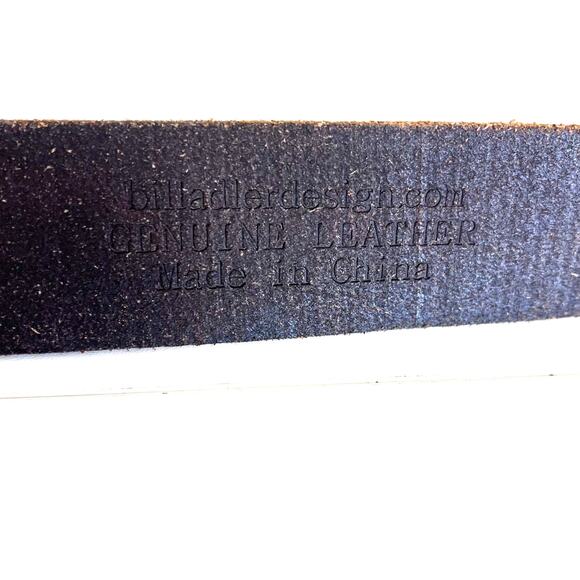 billadlerdesign.com
GENUINE LEATHER
Made in China